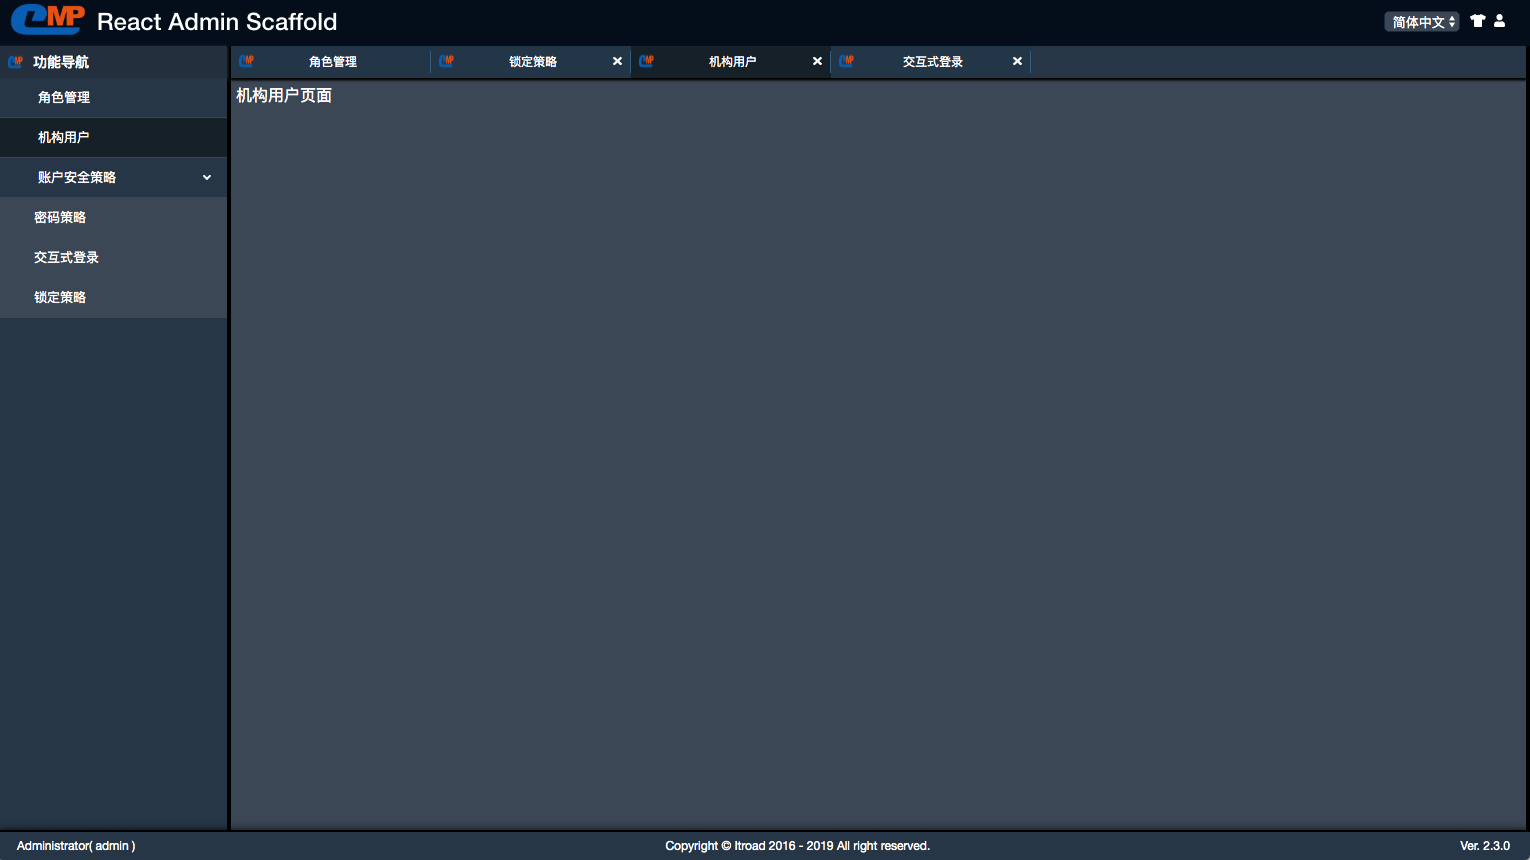 eMP React Admin Scaffold
简体中文
功能导航
角色管理
锁定策略
机构用户
交互式登录
角色管理
机构用户
账户安全策略
密码策略
交互式登录
锁定策略
机构用户页面
Administrator( admin )
Copyright © Itroad 2016 - 2019 All right reserved.
Ver. 2.3.0